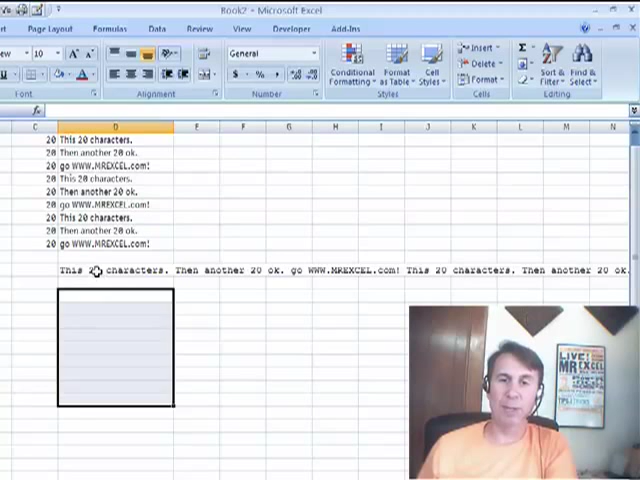 Book2 - Microsoft Excel
Page Layout Formulas Data Review View Developer Add-Ins
10 A A General Conditional Formatting Format as Table Cell Styles Insert Delete Format Σ Sort & Filter Find & Select
U A $ % ,
Font Alignment Number Styles Cells Editing
fx
C D E F G H I J K L M N
20 This 20 characters.
20 Then another 20 ok.
20 go WWW.MREXCEL.com!
20 This 20 characters.
20 Then another 20 ok.
20 go WWW.MREXCEL.com!
20 This 20 characters.
20 Then another 20 ok.
20 go WWW.MREXCEL.com!
This 20 characters. Then another 20 ok. go WWW.MREXCEL.com! This 20 characters. Then another 20 ok.
LIVE!
MR EXCEL